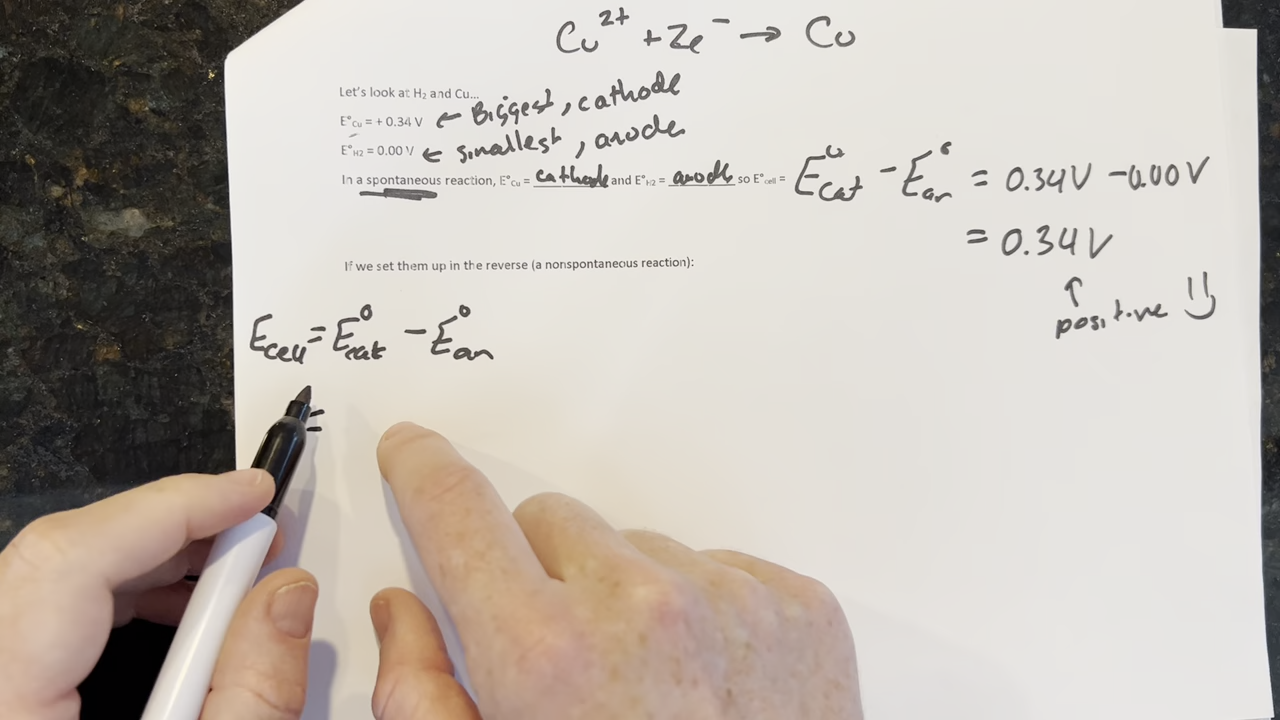 Cu²⁺ + 2e⁻ → Cu
Let's look at H₂ and Cu...
E°Cu = + 0.34 V ← Biggest, cathode
E°H₂ = 0.00 V ← smallest, anode
In a spontaneous reaction, E°Cu = cathode and E°H₂ = anode so E°cell = E°cat - E°an = 0.34V - 0.00V
= 0.34V
↑
positive :)
If we set them up in the reverse (a nonspontaneous reaction):
Ecell = E°cat - E°an
=